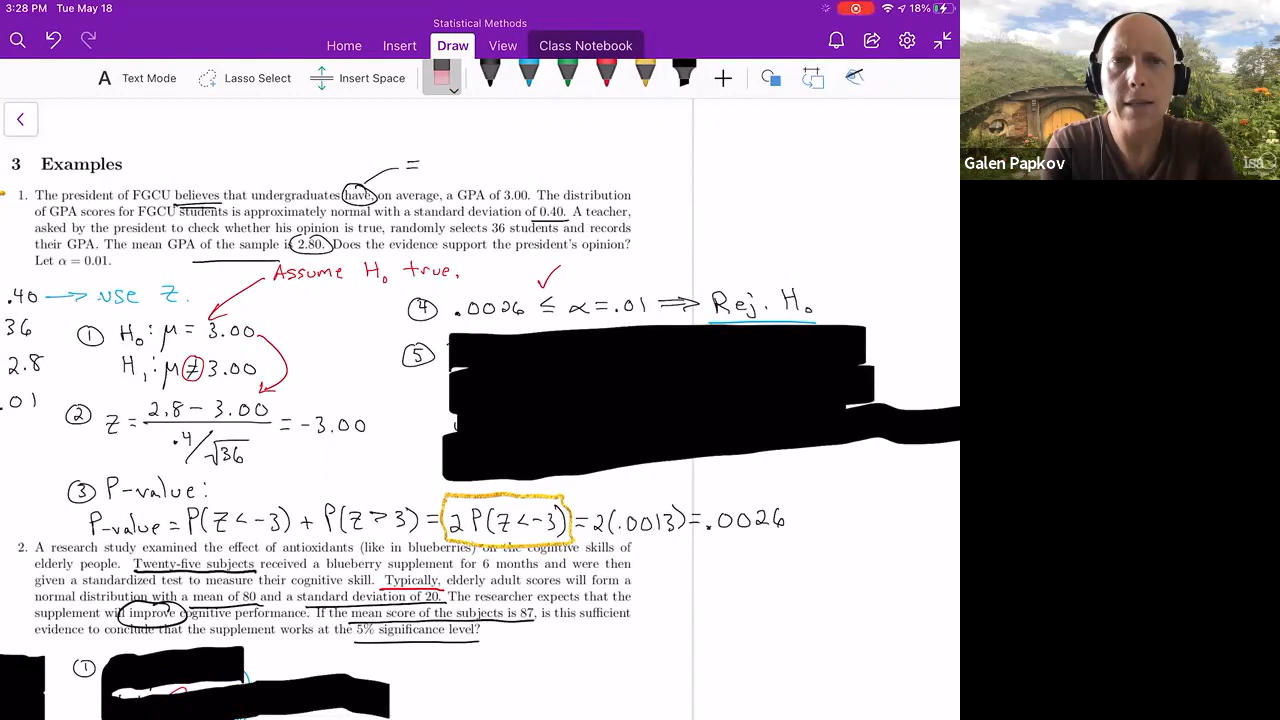 3:28 PM Tue May 18
18%
Statistical Methods
Home Insert Draw View Class Notebook
A Text Mode Lasso Select Insert Space
Galen Papkov
3 Examples
=
1. The president of FGCU believes that undergraduates have, on average, a GPA of 3.00. The distribution
of GPA scores for FGCU students is approximately normal with a standard deviation of 0.40. A teacher,
asked by the president to check whether his opinion is true, randomly selects 36 students and records
their GPA. The mean GPA of the sample is 2.80. Does the evidence support the president's opinion?
Let α = 0.01.
Assume H₀ true.
.40 → use Z.
36
2.8
.01
① H₀: μ = 3.00
H₁: μ ≠ 3.00
② Z = (2.8 − 3.00) / (.4/√36) = −3.00
③ P-value:
P-value = P(Z < −3) + P(Z > 3) = 2 P(Z < −3) = 2(.0013) = .0026
④ .0026 ≤ α = .01 ⟹ Rej. H₀
⑤
2. A research study examined the effect of antioxidants (like in blueberries) on the cognitive skills of
elderly people. Twenty-five subjects received a blueberry supplement for 6 months and were then
given a standardized test to measure their cognitive skill. Typically, elderly adult scores will form a
normal distribution with a mean of 80 and a standard deviation of 20. The researcher expects that the
supplement will improve cognitive performance. If the mean score of the subjects is 87, is this sufficient
evidence to conclude that the supplement works at the 5% significance level?
①